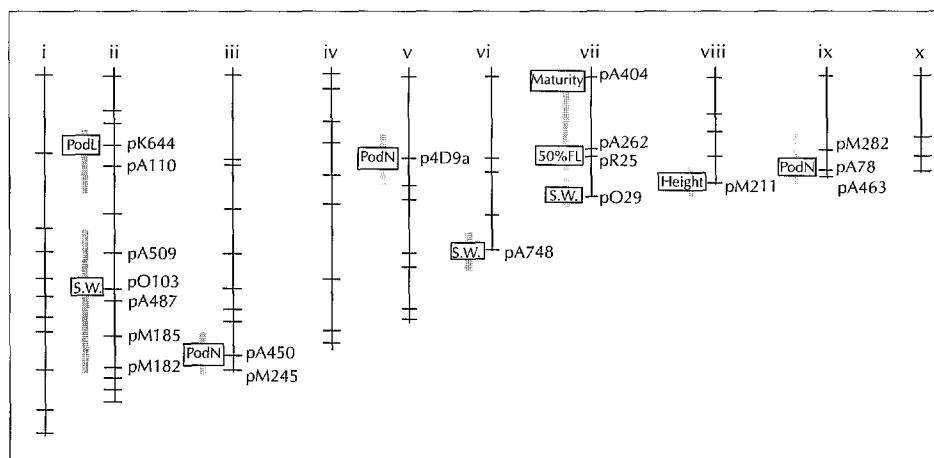 i ii iii iv v vi vii viii ix x
Maturity pA404
PodL pK644
pA110
PodN p4D9a
pA262
50%FL pR25
S.W. pO29
Height pM211
pM282
PodN pA78
pA463
pA509
S.W. pO103
pA487
S.W. pA748
pM185
pM182
PodN pA450
pM245